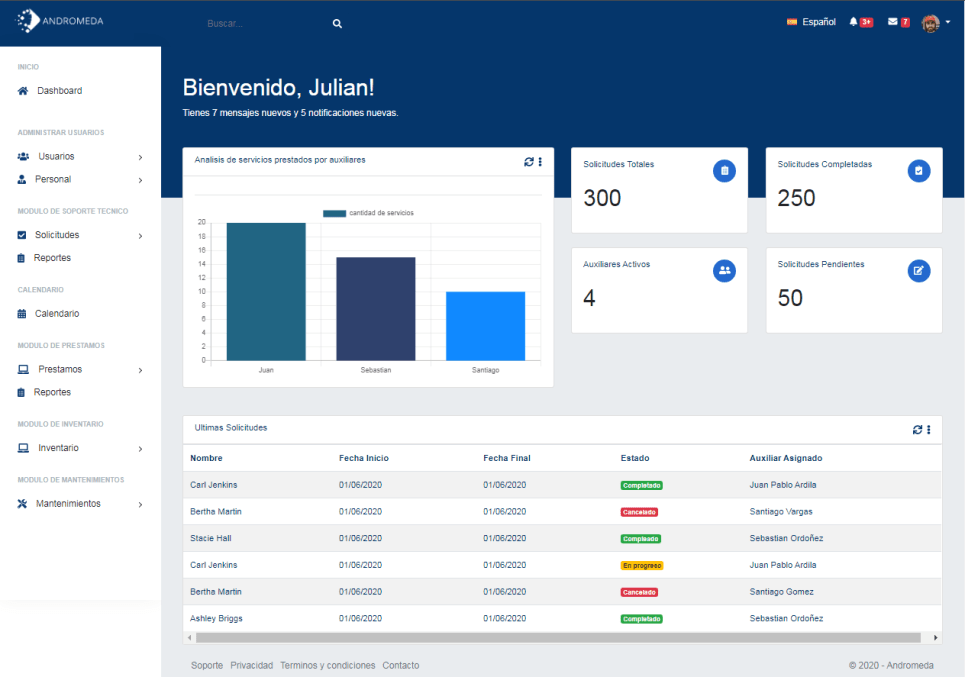 ANDROMEDA
Buscar...
Español
3+
7
INICIO
Dashboard
ADMINISTRAR USUARIOS
Usuarios
Personal
MODULO DE SOPORTE TECNICO
Solicitudes
Reportes
CALENDARIO
Calendario
MODULO DE PRESTAMOS
Prestamos
Reportes
MODULO DE INVENTARIO
Inventario
MODULO DE MANTENIMIENTOS
Mantenimientos
Bienvenido, Julian!
Tienes 7 mensajes nuevos y 5 notificaciones nuevas.
Analisis de servicios prestados por auxiliares
cantidad de servicios
20
18
16
14
12
10
8
6
4
2
0
Juan Sebastian Santiago
Solicitudes Totales
300
Solicitudes Completadas
250
Auxiliares Activos
4
Solicitudes Pendientes
50
Ultimas Solicitudes
Nombre Fecha Inicio Fecha Final Estado Auxiliar Asignado
Carl Jenkins 01/06/2020 01/06/2020 Completado Juan Pablo Ardila
Bertha Martin 01/06/2020 01/06/2020 Cancelado Santiago Vargas
Stacie Hall 01/06/2020 01/06/2020 Compleado Sebastian Ordoñez
Carl Jenkins 01/06/2020 01/06/2020 En progreso Juan Pablo Ardila
Bertha Martin 01/06/2020 01/06/2020 Cancelado Santiago Gomez
Ashley Briggs 01/06/2020 01/06/2020 Completado Sebastian Ordoñez
Soporte Privacidad Terminos y condiciones Contacto
© 2020 - Andromeda